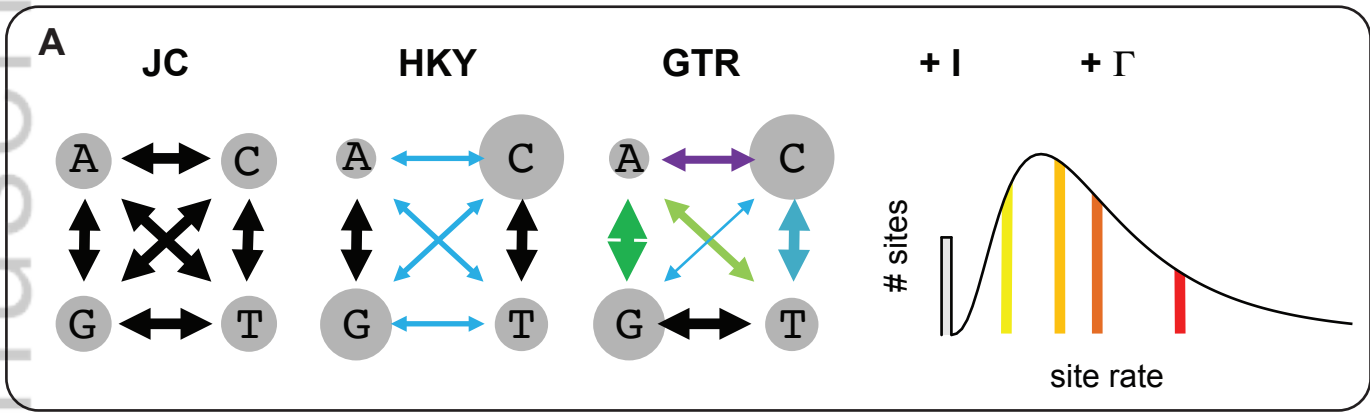 A
JC HKY GTR + I + Γ
A C A C A C
G T G T G T
# sites
site rate